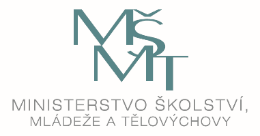 MŠ
MT
MINISTERSTVO ŠKOLSTVÍ,
MLÁDEŽE A TĚLOVÝCHOVY